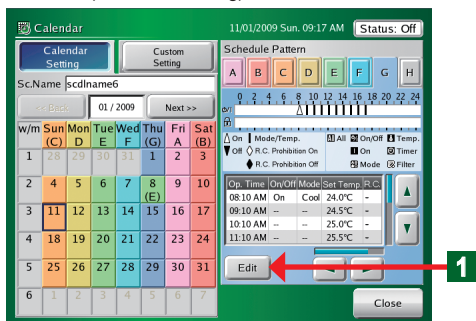 Calendar
11/01/2009 Sun. 09:17 AM
Status: Off
Calendar
Setting
Custom
Setting
Sc.Name scdlname6
<< Back
01 / 2009
Next >>
w/m Sun Mon Tue Wed Thu Fri Sat
(C) D E F (G) A (B)
1 28 29 30 31 1 2 3
2 4 5 6 7 8 9 10
(E)
3 11 12 13 14 15 16 17
4 18 19 20 21 22 23 24
5 25 26 27 28 29 30 31
6 1 2 3 4 5 6 7
Schedule Pattern
A B C D E F G H
0 2 4 6 8 10 12 14 16 18 20 22 24
On Mode/Temp. All On/Off Temp.
Off R.C. Prohibition On On Timer
R.C. Prohibition Off Mode Filter
Op. Time On/Off Mode Set Temp. R.C.
08:10 AM On Cool 24.0°C -
09:10 AM -- -- 24.5°C -
10:10 AM -- -- 25.0°C -
11:10 AM -- -- 25.5°C -
Edit
1
Close